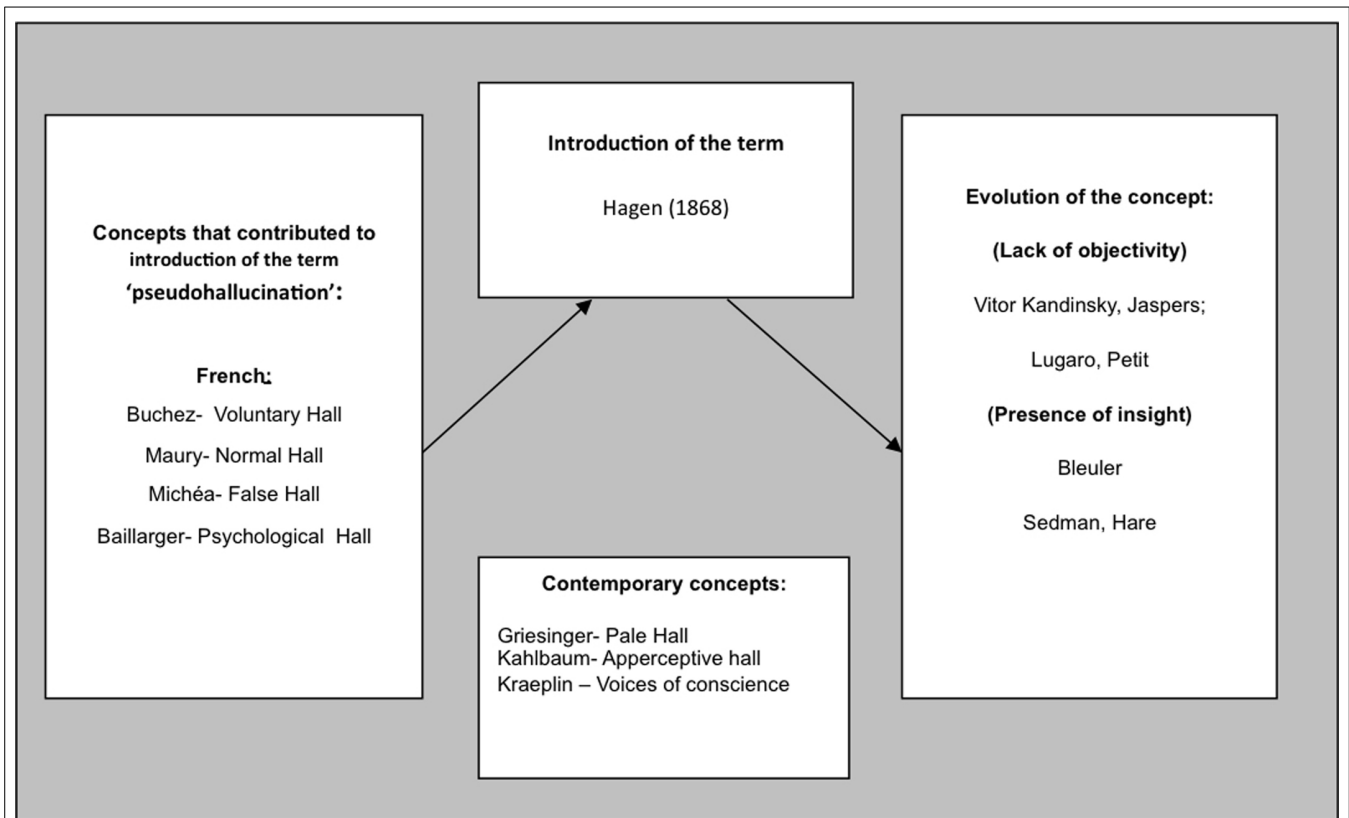 Concepts that contributed to
introduction of the term
‘pseudohallucination’:
French:
Buchez- Voluntary Hall
Maury- Normal Hall
Michéa- False Hall
Baillarger- Psychological Hall
Introduction of the term
Hagen (1868)
Contemporary concepts:
Griesinger- Pale Hall
Kahlbaum- Apperceptive hall
Kraeplin – Voices of conscience
Evolution of the concept:
(Lack of objectivity)
Vitor Kandinsky, Jaspers;
Lugaro, Petit
(Presence of insight)
Bleuler
Sedman, Hare